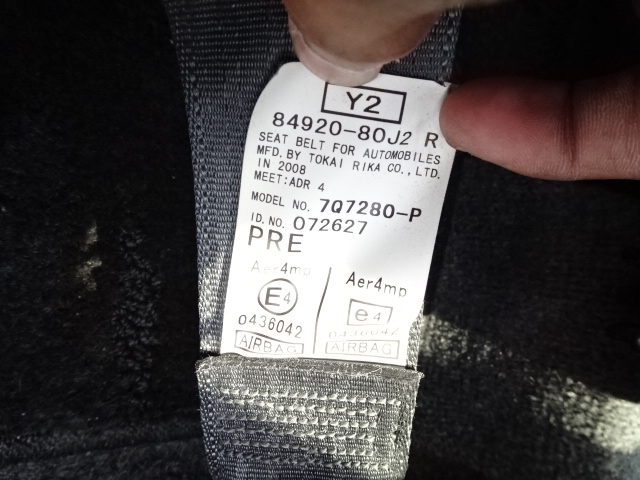 Y2
84920-80J2 R
SEAT BELT FOR AUTOMOBILES
MFD. BY TOKAI RIKA CO., LTD.
IN 2008
MEET:ADR 4
MODEL NO. 7Q7280-P
ID. NO. 072627
PRE
Aer4mp Aer4mp
E4 e4
0436042 0436042
AIRBAG AIRBAG